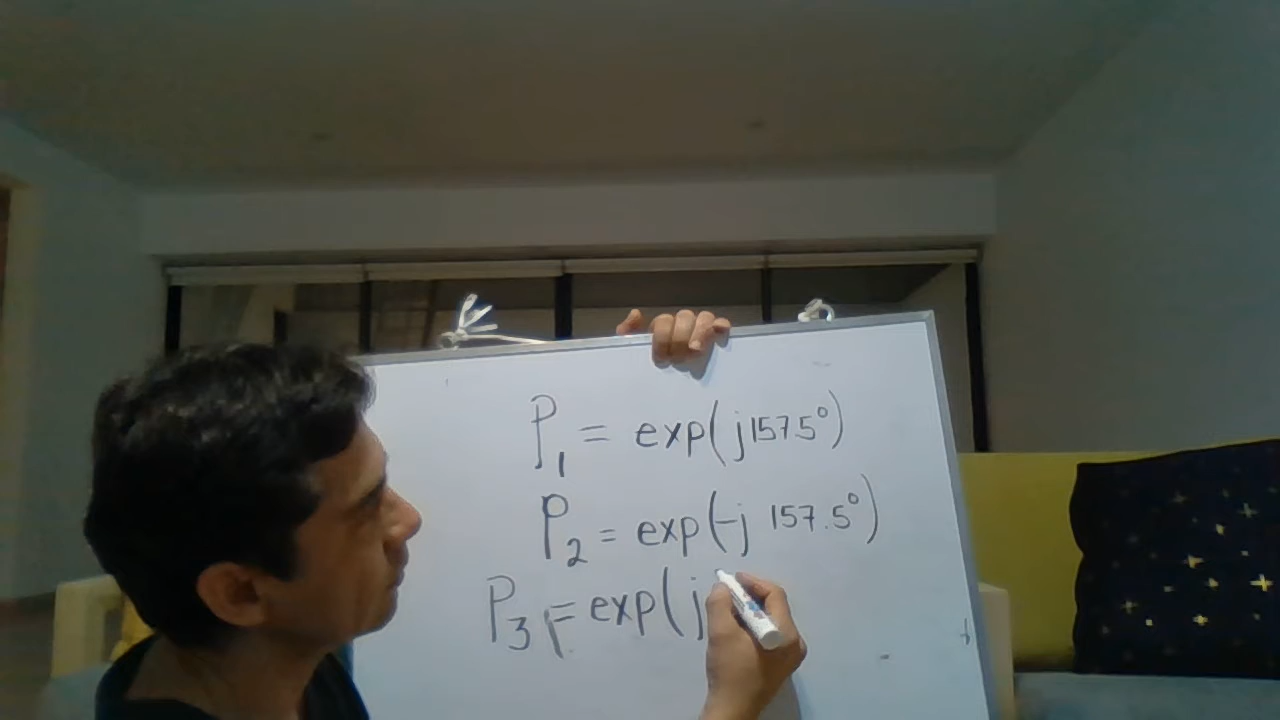 P1 = exp(j157.5°)
P2 = exp(-j 157.5°)
P3 = exp(j